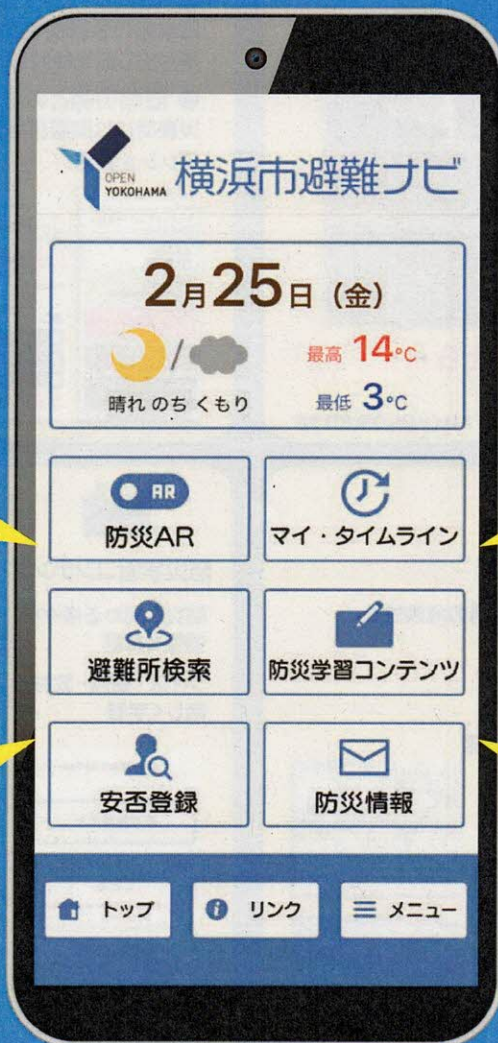 OPEN
YOKOHAMA
横浜市避難ナビ
2月25日（金）
晴れ のち くもり
最高 14℃
最低 3℃
AR
防災AR
マイ・タイムライン
避難所検索
防災学習コンテンツ
安否登録
防災情報
トップ
リンク
メニュー